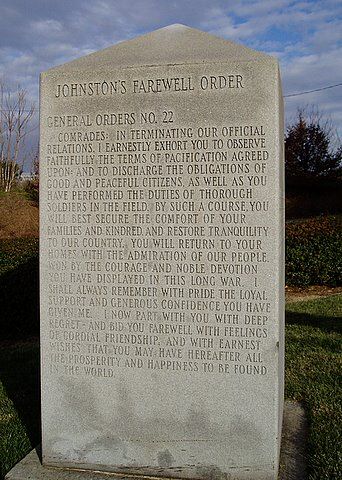 JOHNSTON'S FAREWELL ORDER
GENERAL ORDERS NO. 22
COMRADES: IN TERMINATING OUR OFFICIAL
RELATIONS, I EARNESTLY EXHORT YOU TO OBSERVE
FAITHFULLY THE TERMS OF PACIFICATION AGREED
UPON; AND TO DISCHARGE THE OBLIGATIONS OF
GOOD AND PEACEFUL CITIZENS, AS WELL AS YOU
HAVE PERFORMED THE DUTIES OF THOROUGH
SOLDIERS IN THE FIELD. BY SUCH A COURSE, YOU
WILL BEST SECURE THE COMFORT OF YOUR
FAMILIES AND KINDRED, AND RESTORE TRANQUILITY
TO OUR COUNTRY. YOU WILL RETURN TO YOUR
HOMES WITH THE ADMIRATION OF OUR PEOPLE,
WON BY THE COURAGE AND NOBLE DEVOTION
YOU HAVE DISPLAYED IN THIS LONG WAR. I
SHALL ALWAYS REMEMBER WITH PRIDE THE LOYAL
SUPPORT AND GENEROUS CONFIDENCE YOU HAVE
GIVEN ME. I NOW PART WITH YOU WITH DEEP
REGRET - AND BID YOU FAREWELL WITH FEELINGS
OF CORDIAL FRIENDSHIP, AND WITH EARNEST
WISHES THAT YOU MAY HAVE HEREAFTER ALL
THE PROSPERITY AND HAPPINESS TO BE FOUND
IN THE WORLD.